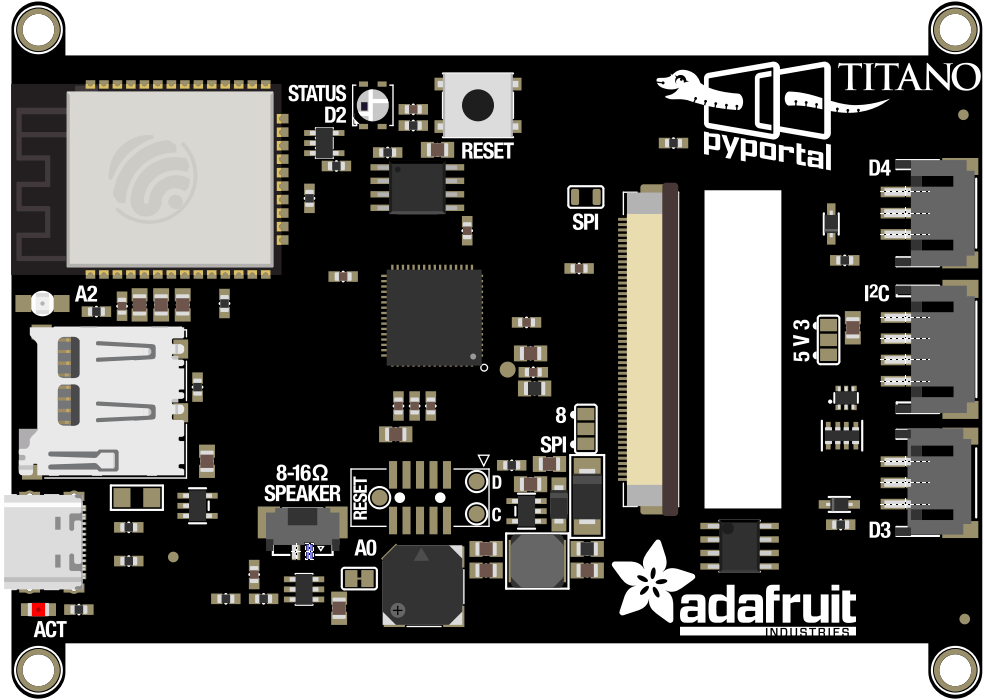 STATUS
D2
RESET
TITANO
pyportal
D4
SPI
A2
I²C
5 V 3
8
SPI
8-16Ω
SPEAKER
RESET
D
C
A0
D3
ACT
adafruit
INDUSTRIES